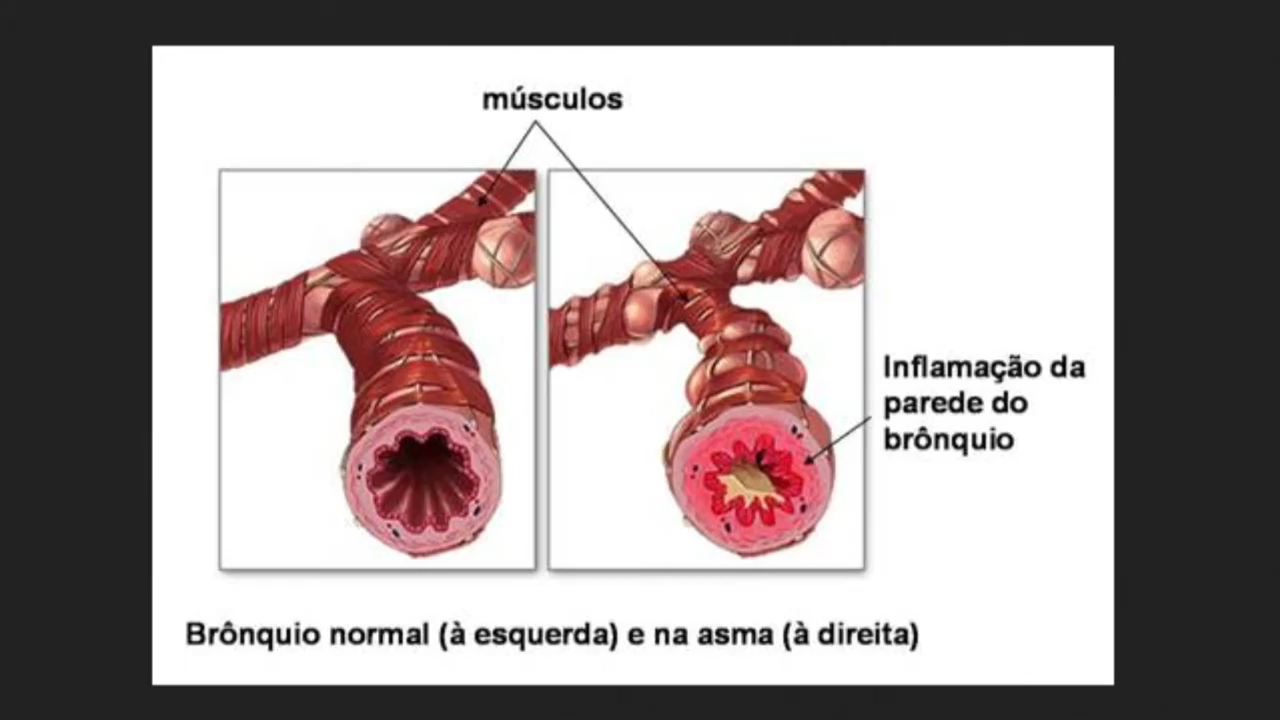 músculos
Inflamação da
parede do
brônquio
Brônquio normal (à esquerda) e na asma (à direita)